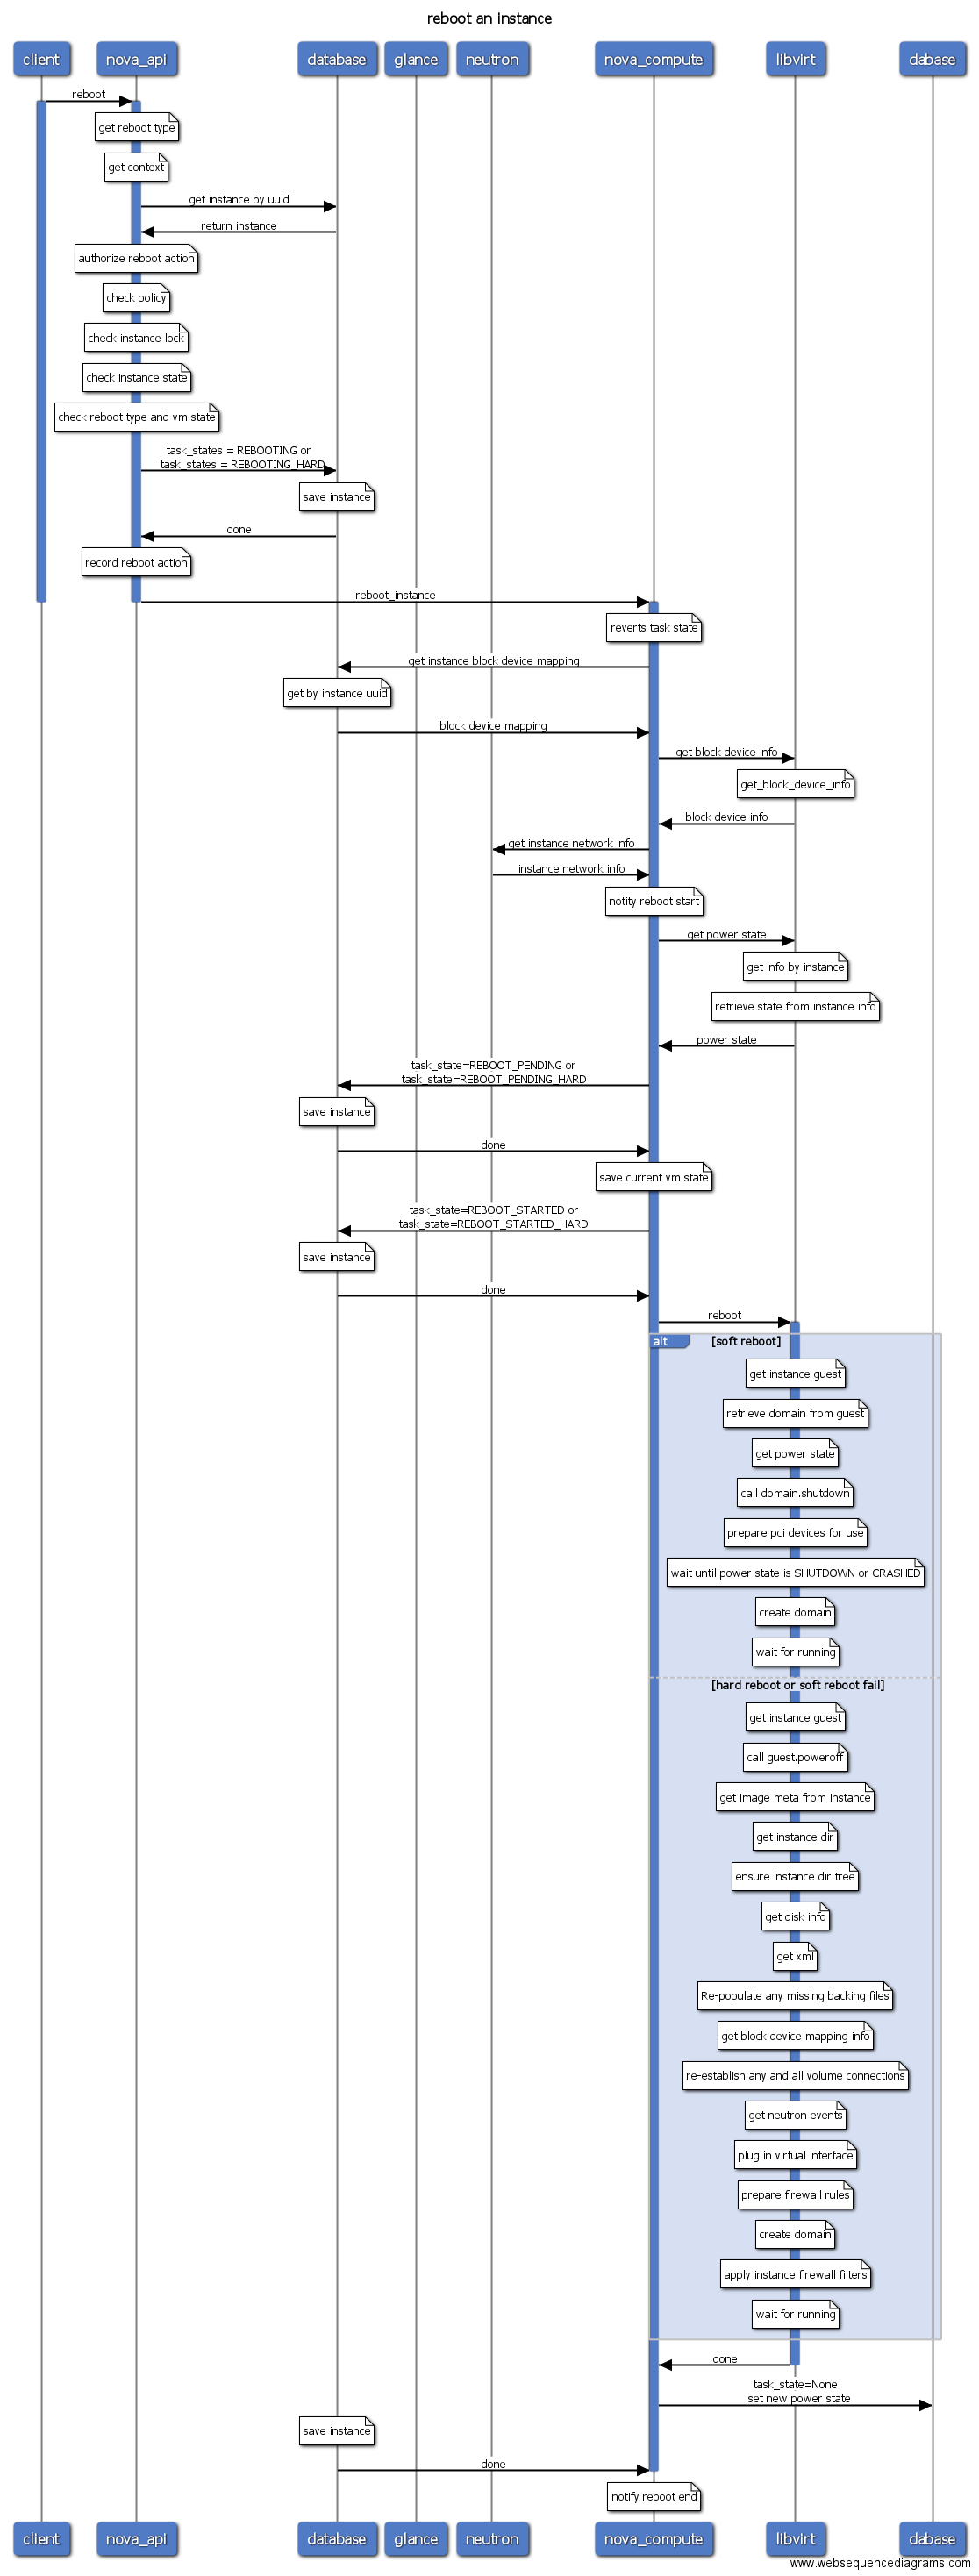 reboot an instance
client
nova_api
database
glance
neutron
nova_compute
libvirt
dabase
reboot
get reboot type
get context
get instance by uuid
return instance
authorize reboot action
check policy
check instance lock
check instance state
check reboot type and vm state
task_states = REBOOTING or
task_states = REBOOTING_HARD
save instance
done
record reboot action
reboot_instance
reverts task state
get instance block device mapping
get by instance uuid
block device mapping
get block device info
get_block_device_info
block device info
get instance network info
instance network info
notity reboot start
get power state
get info by instance
retrieve state from instance info
power state
task_state=REBOOT_PENDING or
task_state=REBOOT_PENDING_HARD
save instance
done
save current vm state
task_state=REBOOT_STARTED or
task_state=REBOOT_STARTED_HARD
save instance
done
reboot
alt
[soft reboot]
get instance guest
retrieve domain from guest
get power state
call domain.shutdown
prepare pci devices for use
wait until power state is SHUTDOWN or CRASHED
create domain
wait for running
[hard reboot or soft reboot fail]
get instance guest
call guest.poweroff
get image meta from instance
get instance dir
ensure instance dir tree
get disk info
get xml
Re-populate any missing backing files
get block device mapping info
re-establish any and all volume connections
get neutron events
plug in virtual interface
prepare firewall rules
create domain
apply instance firewall filters
wait for running
done
task_state=None
set new power state
save instance
done
notify reboot end
client
nova_api
database
glance
neutron
nova_compute
libvirt
dabase
www.websequencediagrams.com